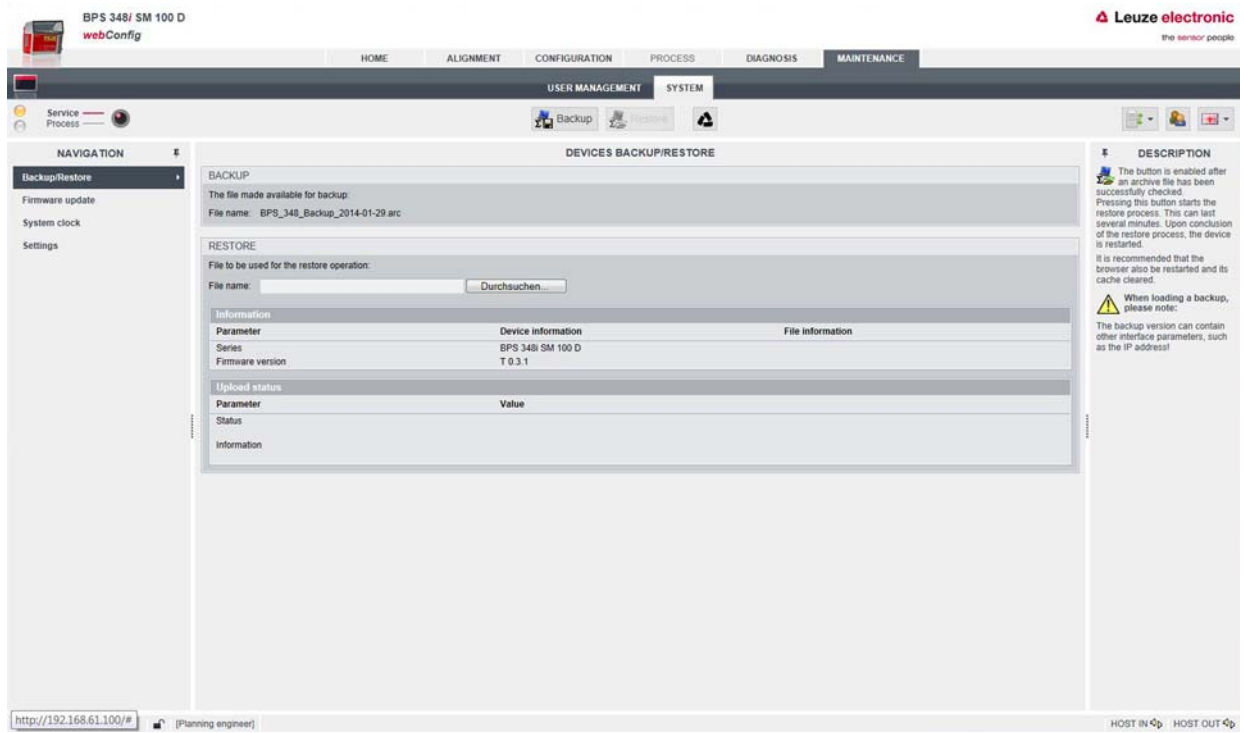 BPS 348i SM 100 D
webConfig
Leuze electronic
the sensor people
HOME ALIGNMENT CONFIGURATION PROCESS DIAGNOSIS MAINTENANCE
USER MANAGEMENT SYSTEM
Service
Process
Backup Restore
NAVIGATION
Backup/Restore
Firmware update
System clock
Settings
DEVICES BACKUP/RESTORE
BACKUP
The file made available for backup:
File name: BPS_348_Backup_2014-01-29.arc
RESTORE
File to be used for the restore operation:
File name: Durchsuchen...
Information
Parameter Device information File information
Series BPS 348i SM 100 D
Firmware version T 0.3.1
Upload status
Parameter Value
Status
Information
DESCRIPTION
The button is enabled after
an archive file has been
successfully checked.
Pressing this button starts the
restore process. This can last
several minutes. Upon conclusion
of the restore process, the device
is restarted.
It is recommended that the
browser also be restarted and its
cache cleared.
When loading a backup,
please note:
The backup version can contain
other interface parameters, such
as the IP address!
http://192.168.61.100/# [Planning engineer]
HOST IN HOST OUT